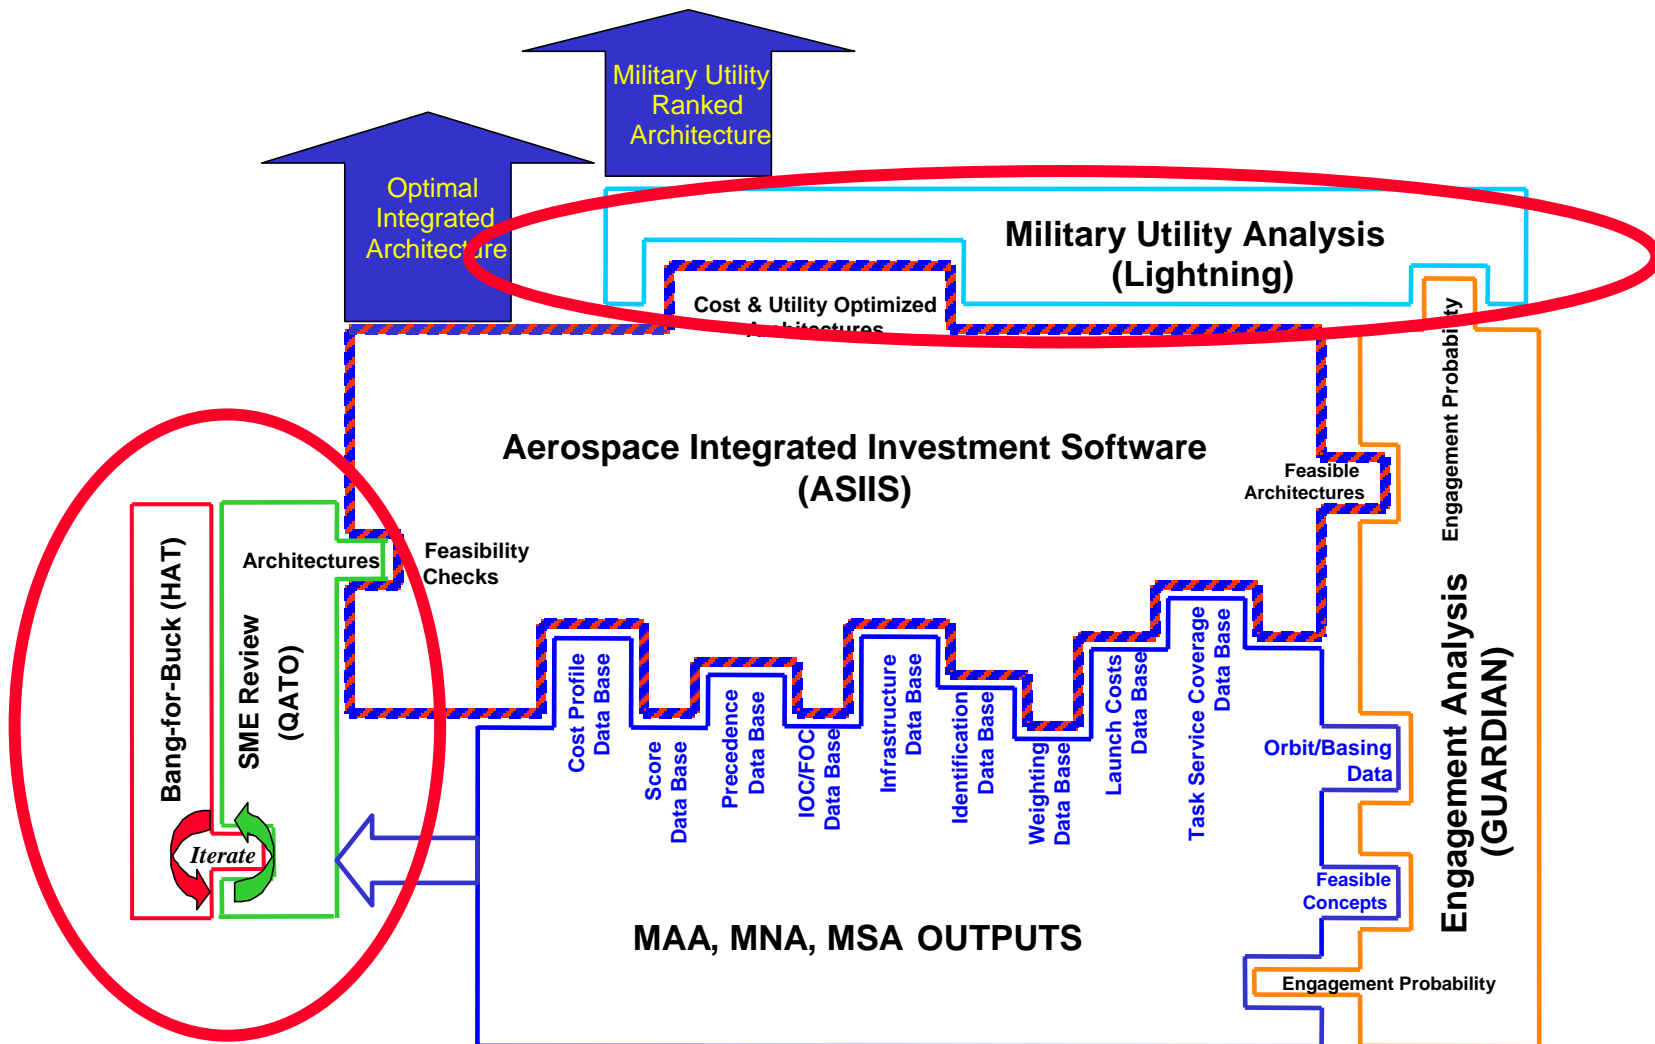 Military Utility
Ranked
Architecture
Optimal
Integrated
Architecture
Military Utility Analysis
(Lightning)
Cost & Utility Optimized
Architectures
Engagement Probability
Aerospace Integrated Investment Software
(ASIIS)
Feasible
Architectures
Bang-for-Buck (HAT)
SME Review
(QATO)
Architectures
Feasibility
Checks
Iterate
Cost Profile
Data Base
Score
Data Base
Precedence
Data Base
IOC/FOC
Data Base
Infrastructure
Data Base
Identification
Data Base
Weighting
Data Base
Launch Costs
Data Base
Task Service Coverage
Data Base
Orbit/Basing
Data
Feasible
Concepts
Engagement Analysis
(GUARDIAN)
MAA, MNA, MSA OUTPUTS
Engagement Probability